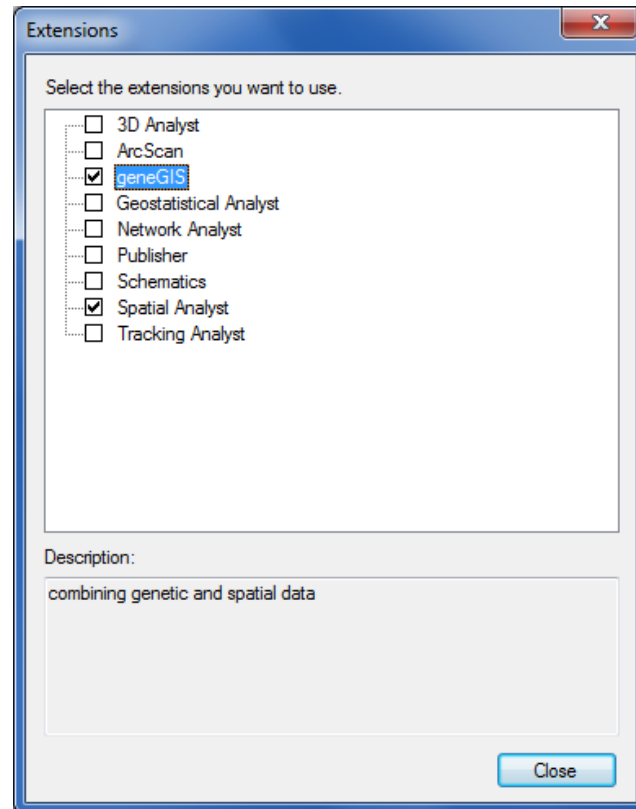 Extensions
Select the extensions you want to use.
3D Analyst
ArcScan
geneGIS
Geostatistical Analyst
Network Analyst
Publisher
Schematics
Spatial Analyst
Tracking Analyst
Description:
combining genetic and spatial data
Close